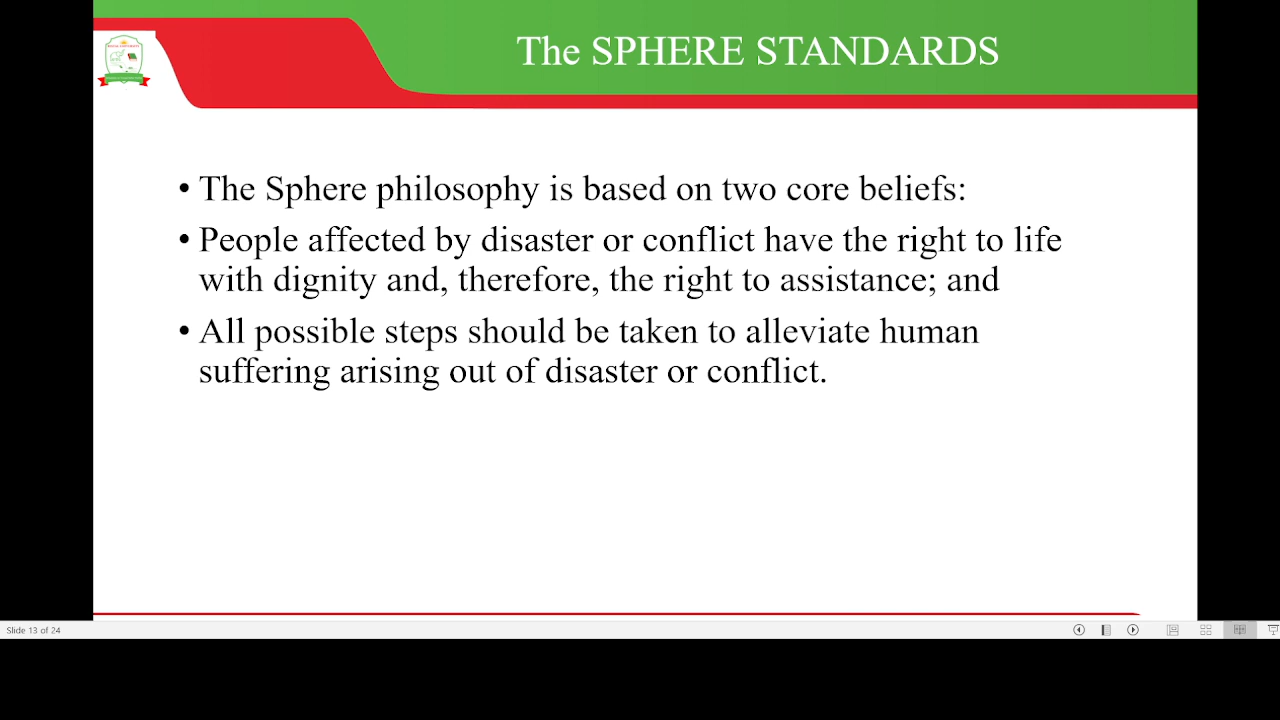 The SPHERE STANDARDS
• The Sphere philosophy is based on two core beliefs:
• People affected by disaster or conflict have the right to life
with dignity and, therefore, the right to assistance; and
• All possible steps should be taken to alleviate human
suffering arising out of disaster or conflict.
Slide 13 of 24